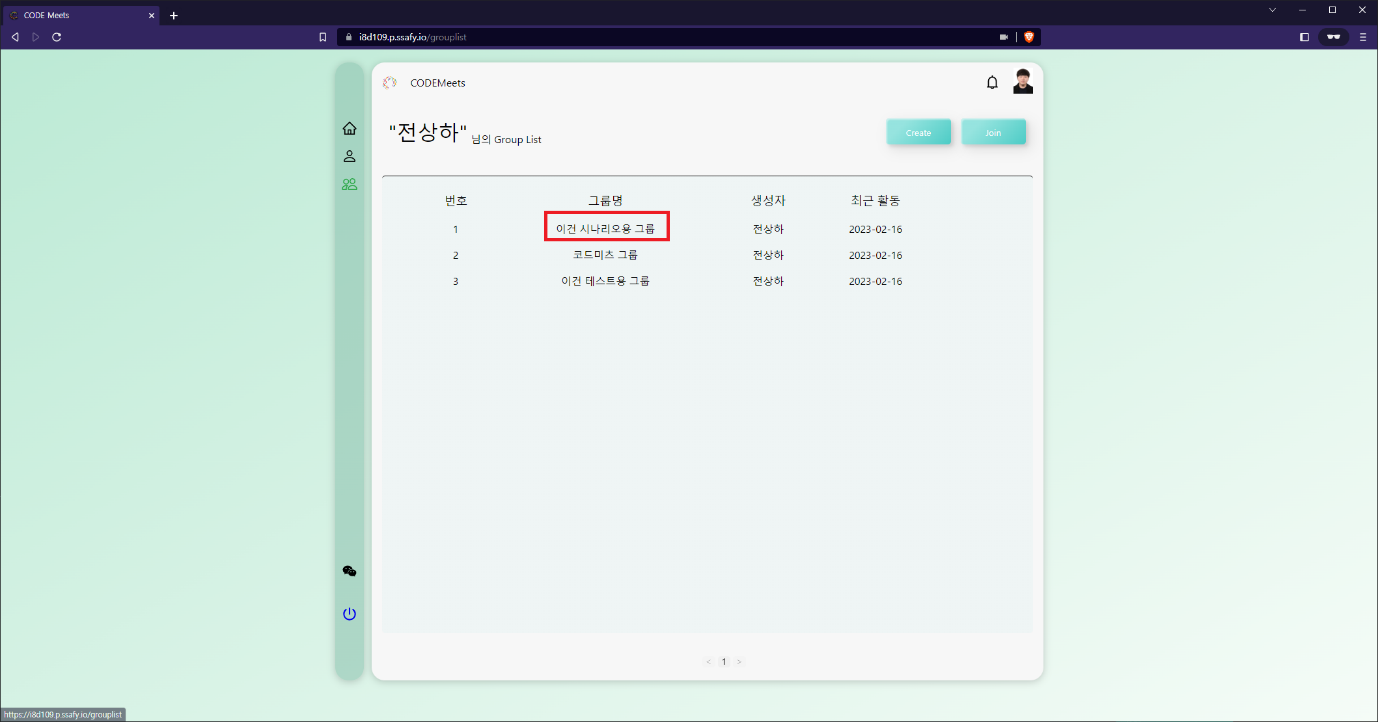 CODE Meets
i8d109.p.ssafy.io/grouplist
CODEMeets
"전상하" 님의 Group List
Create Join
번호 그룹명 생성자 최근 활동
1 이건 시나리오용 그룹 전상하 2023-02-16
2 코드미츠 그룹 전상하 2023-02-16
3 이건 테스트용 그룹 전상하 2023-02-16
< 1 >
https://i8d109.p.ssafy.io/grouplist